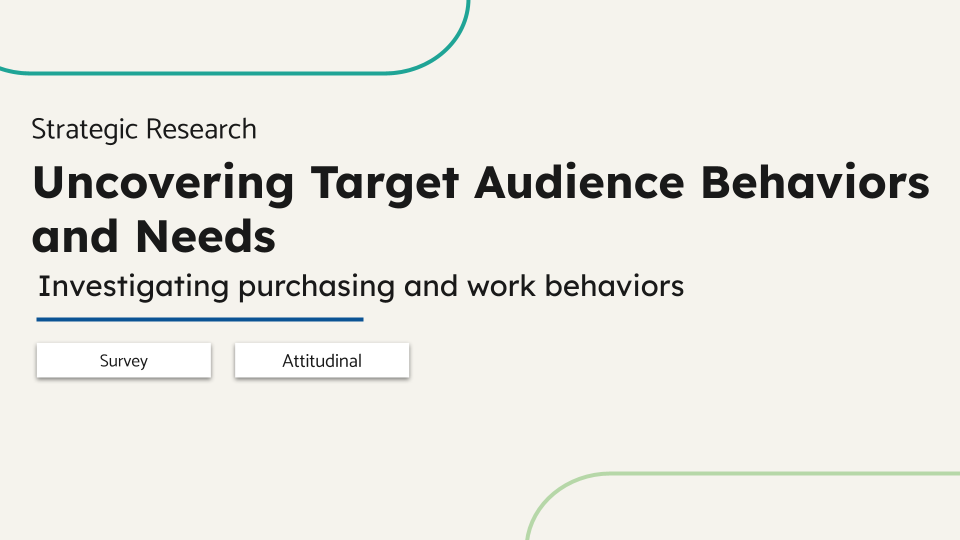 Strategic Research
Uncovering Target Audience Behaviors
and Needs
Investigating purchasing and work behaviors
Survey
Attitudinal